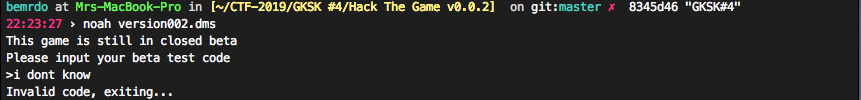 bemrdo at Mrs-MacBook-Pro in [~/CTF-2019/GKSK #4/Hack The Game v0.0.2] on git:master ✗ 8345d46 "GKSK#4"
22:23:27 › noah version002.dms
This game is still in closed beta
Please input your beta test code
>i dont know
Invalid code, exiting...